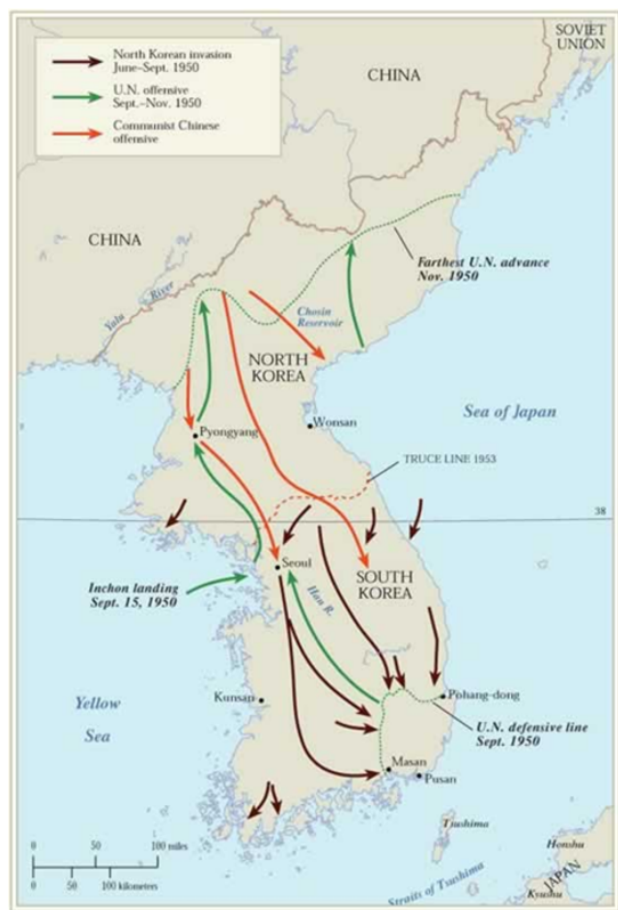 North Korean invasion
June–Sept. 1950
U.N. offensive
Sept.–Nov. 1950
Communist Chinese
offensive
SOVIET
UNION
CHINA
CHINA
Farthest U.N. advance
Nov. 1950
Yalu River
Chosin
Reservoir
NORTH
KOREA
Sea of Japan
Wonsan
Pyongyang
TRUCE LINE 1953
38
Seoul
Inchon landing
Sept. 15, 1950
SOUTH
KOREA
Han R.
Yellow
Sea
Kunsan
Pohang-dong
U.N. defensive line
Sept. 1950
Masan
Pusan
Tsushima
Honshu
JAPAN
Kyushu
Straits of Tsushima
0 50 100 miles
0 50 100 kilometers